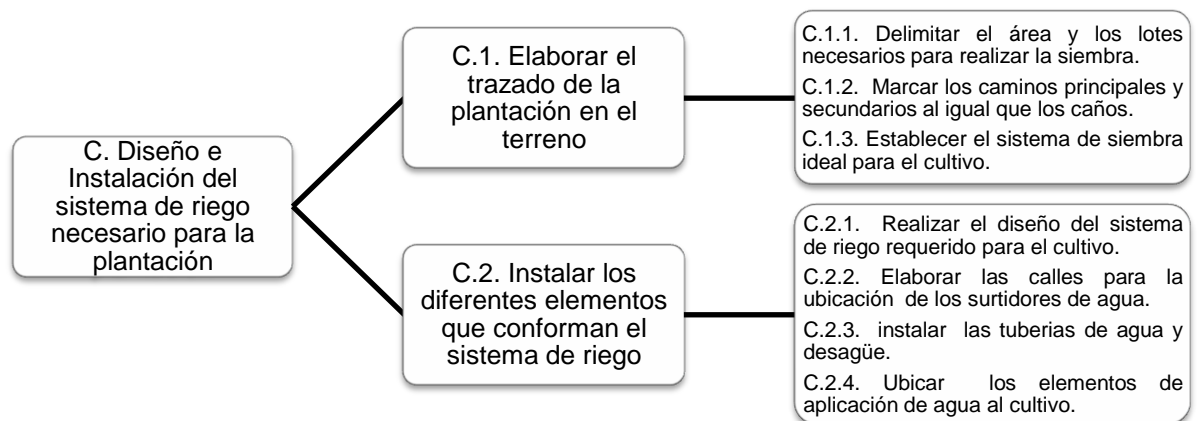 C. Diseño e
Instalación del
sistema de riego
necesario para la
plantación
C.1. Elaborar el
trazado de la
plantación en el
terreno
C.1.1. Delimitar el área y los lotes
necesarios para realizar la siembra.
C.1.2. Marcar los caminos principales y
secundarios al igual que los caños.
C.1.3. Establecer el sistema de siembra
ideal para el cultivo.
C.2. Instalar los
diferentes elementos
que conforman el
sistema de riego
C.2.1. Realizar el diseño del sistema
de riego requerido para el cultivo.
C.2.2. Elaborar las calles para la
ubicación de los surtidores de agua.
C.2.3. instalar las tuberias de agua y
desagüe.
C.2.4. Ubicar los elementos de
aplicación de agua al cultivo.